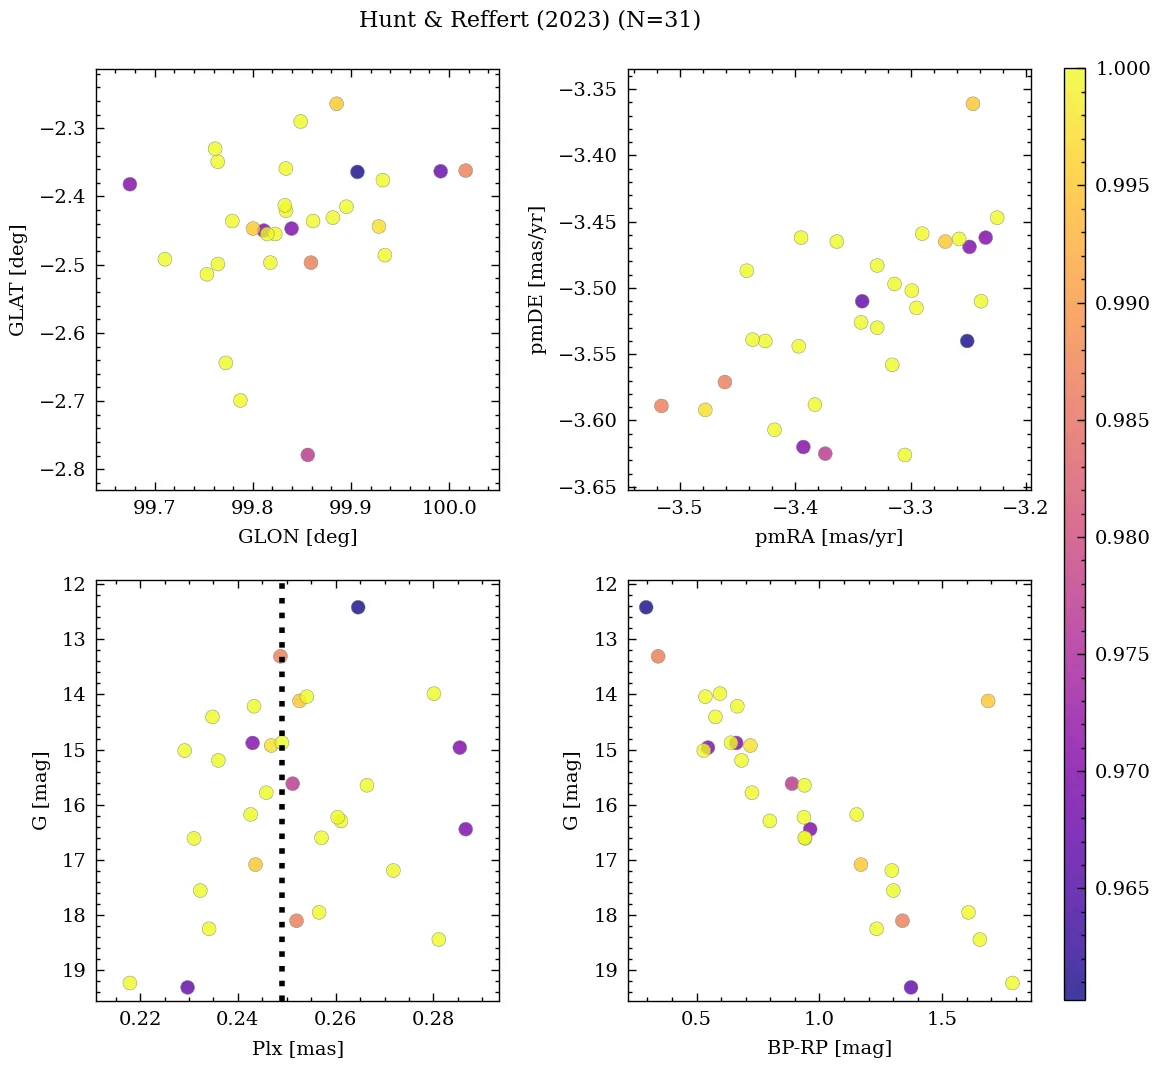 Hunt & Reffert (2023) (N=31)
−2.3
−2.4
−2.5
−2.6
−2.7
−2.8
GLAT [deg]
99.7 99.8 99.9 100.0
GLON [deg]
−3.35
−3.40
−3.45
−3.50
−3.55
−3.60
−3.65
pmDE [mas/yr]
−3.5 −3.4 −3.3 −3.2
pmRA [mas/yr]
12
13
14
15
16
17
18
19
G [mag]
0.22 0.24 0.26 0.28
Plx [mas]
12
13
14
15
16
17
18
19
G [mag]
0.5 1.0 1.5
BP-RP [mag]
1.000
0.995
0.990
0.985
0.980
0.975
0.970
0.965